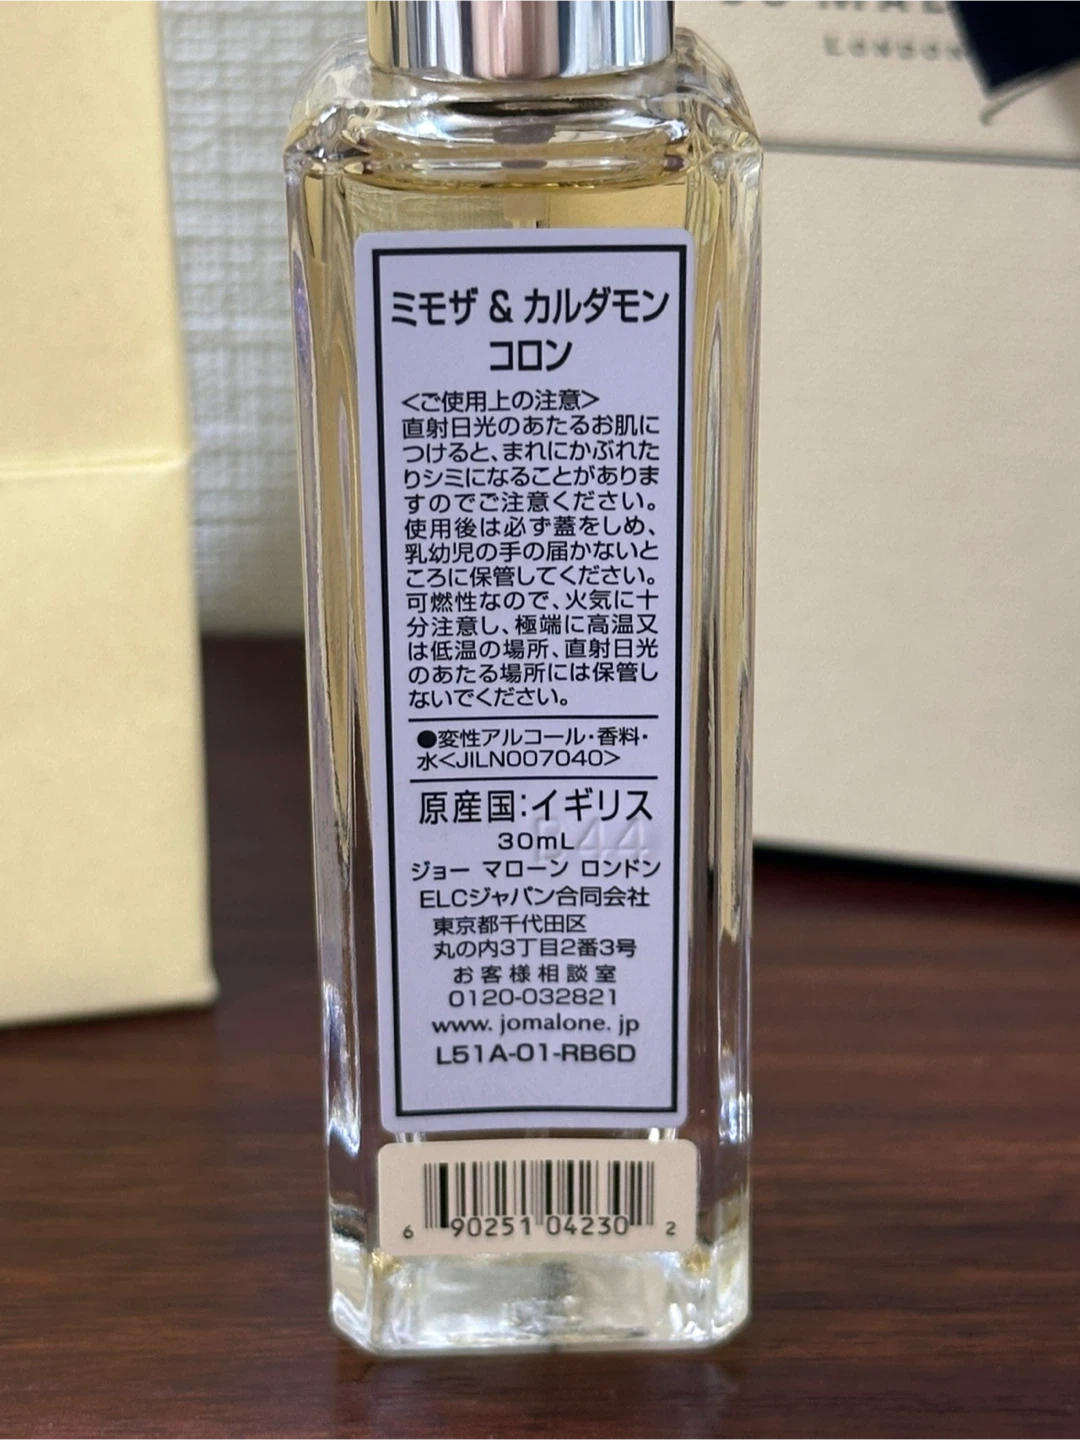 LONDON
ミモザ & カルダモン
コロン
<ご使用上の注意>
直射日光のあたるお肌に
つけると、まれにかぶれた
りシミになることがありま
すのでご注意ください。
使用後は必ず蓋をしめ、
乳幼児の手の届かないと
ころに保管してください。
可燃性なので、火気に十
分注意し、極端に高温又
は低温の場所、直射日光
のあたる場所には保管し
ないでください。
●変性アルコール・香料・
水<JILN007040>
原産国:イギリス
B44
30mL
ジョー マローン ロンドン
ELCジャパン合同会社
東京都千代田区
丸の内3丁目2番3号
お客様相談室
0120-032821
www. jomalone. jp
L51A-01-RB6D
6 90251 04230 2